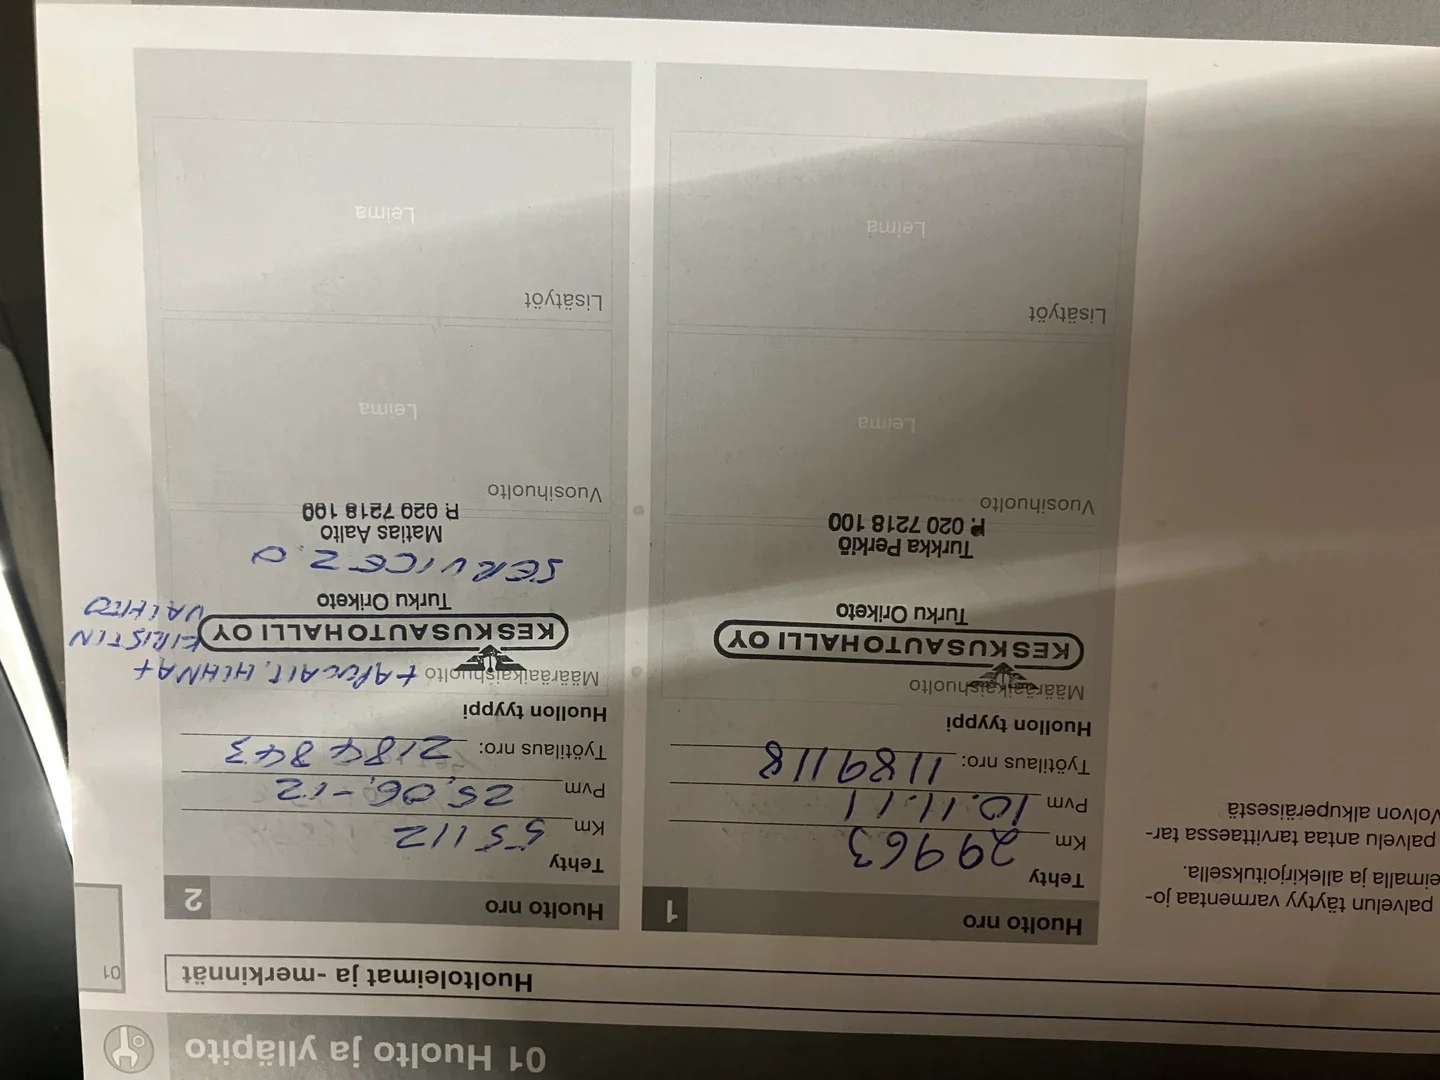 01 Huolto ja ylläpito
01
Huoltoleimat ja -merkinnät
palvelun täytyy varmentaa jo-
eimalla ja allekirjoituksella.
palvelu antaa tarvittaessa tar-
Volvon alkuperäisestä
Huolto nro 1
Tehty
Km 29963
Pvm 10.11.11
Työtilaus nro: 1189118
Huollon tyyppi
Määräaikaishuolto
KESKUSAUTOHALLI OY
Turku Oriketo
Turkka Perkiö
P. 020 7218 100
Vuosihuolto
Leima
Lisätyöt
Leima
Huolto nro 2
Tehty
Km 55112
Pvm 25.06-12
Työtilaus nro: 2184843
Huollon tyyppi
Määräaikaishuolto + APULAIT. HIHNA +
KIRISTIN
VAIHTO
KESKUSAUTOHALLI OY
Turku Oriketo
SERVICE 2.0
Matias Aalto
P. 020 7218 100
Vuosihuolto
Leima
Lisätyöt
Leima